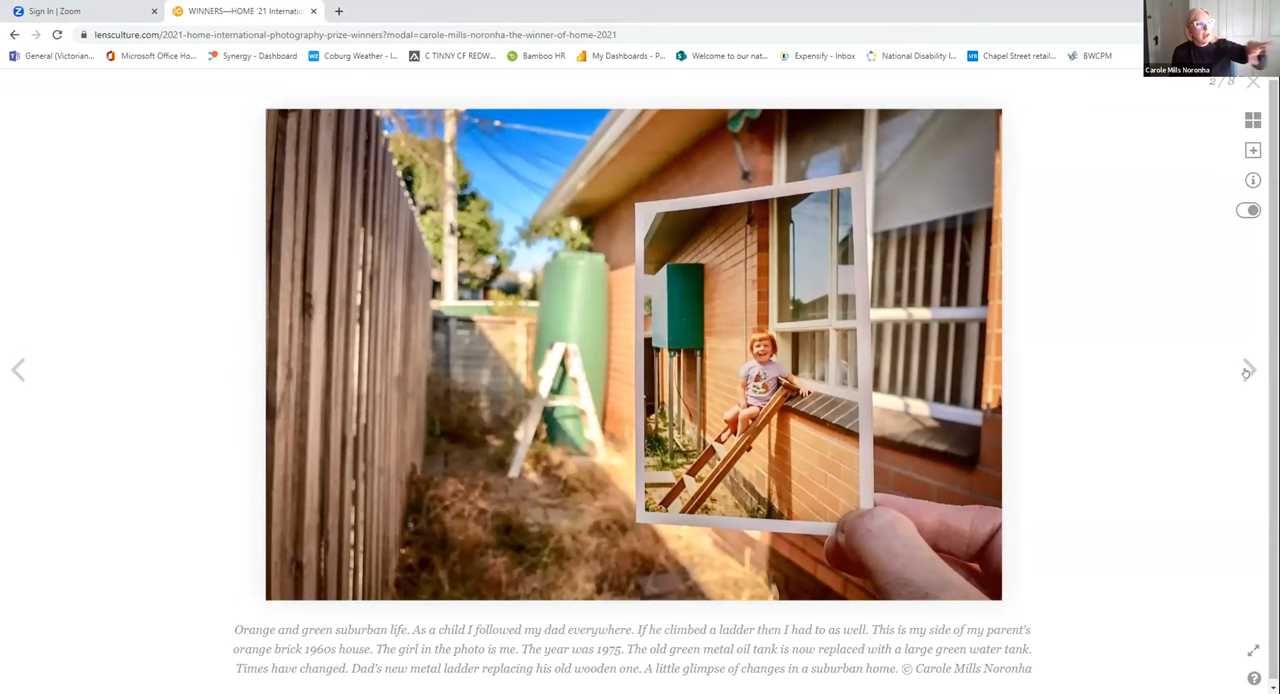 Sign In | Zoom
WINNERS—HOME '21 Internatio
lensculture.com/2021-home-international-photography-prize-winners?modal=carole-mills-noronha-the-winner-of-home-2021
General (Victorian... Microsoft Office Ho... Synergy - Dashboard Coburg Weather - l... C TINNY CF REDW... Bamboo HR My Dashboards - P... Welcome to our nat... Expensify - Inbox National Disability I... Chapel Street retail... BWCPM
Carole Mills Noronha
2 / 8
Orange and green suburban life. As a child I followed my dad everywhere. If he climbed a ladder then I had to as well. This is my side of my parent's
orange brick 1960s house. The girl in the photo is me. The year was 1975. The old green metal oil tank is now replaced with a large green water tank.
Times have changed. Dad's new metal ladder replacing his old wooden one. A little glimpse of changes in a suburban home. © Carole Mills Noronha